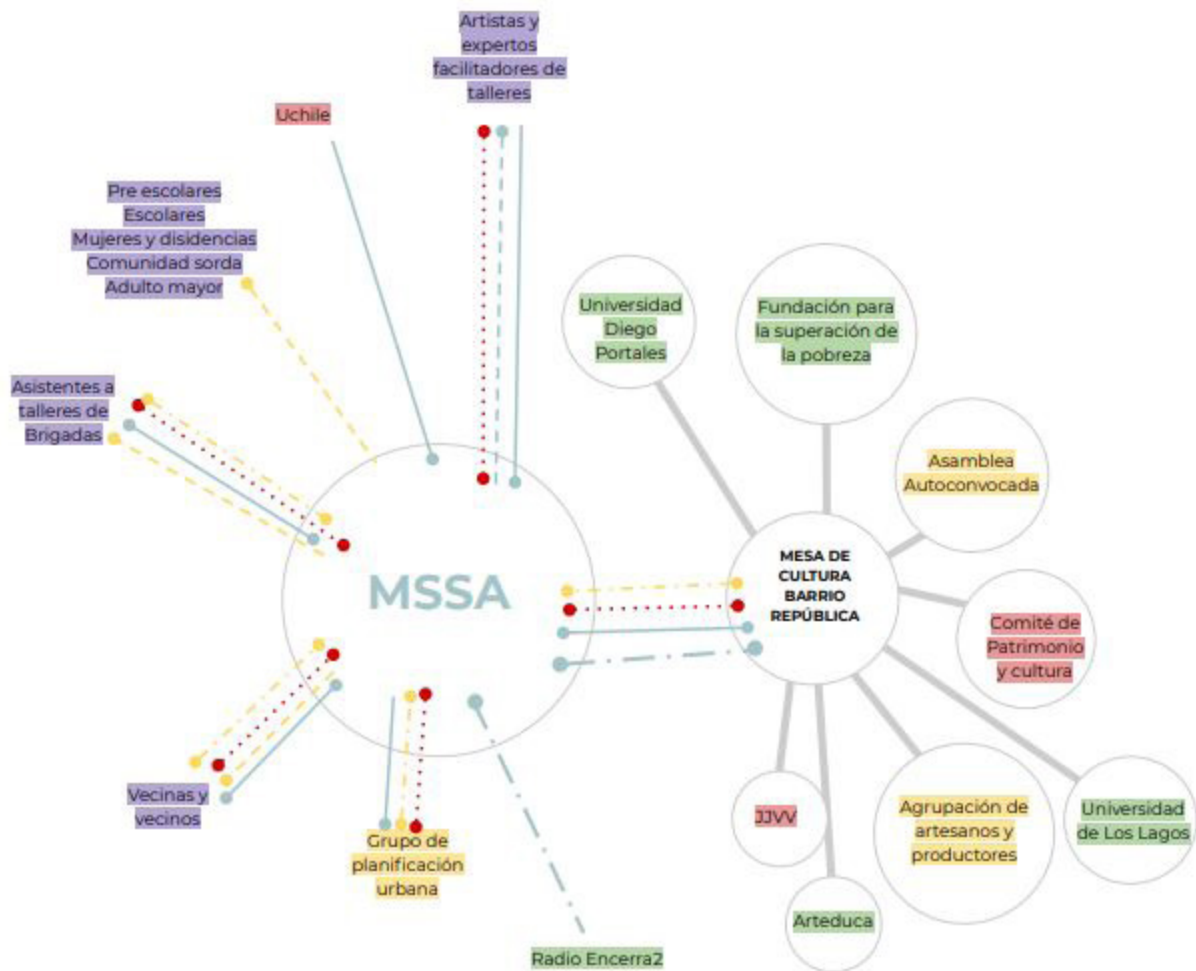 Artistas y
expertos
facilitadores de
talleres
Uchile
Pre escolares
Escolares
Mujeres y disidencias
Comunidad sorda
Adulto mayor
Asistentes a
talleres de
Brigadas
Universidad
Diego
Portales
Fundación para
la superación de
la pobreza
Asamblea
Autoconvocada
MSSA
MESA DE
CULTURA
BARRIO
REPÚBLICA
Comité de
Patrimonio
y cultura
Vecinas y
vecinos
Grupo de
planificación
urbana
JJVV
Agrupación de
artesanos y
productores
Universidad
de Los Lagos
Arteduca
Radio Encerra2